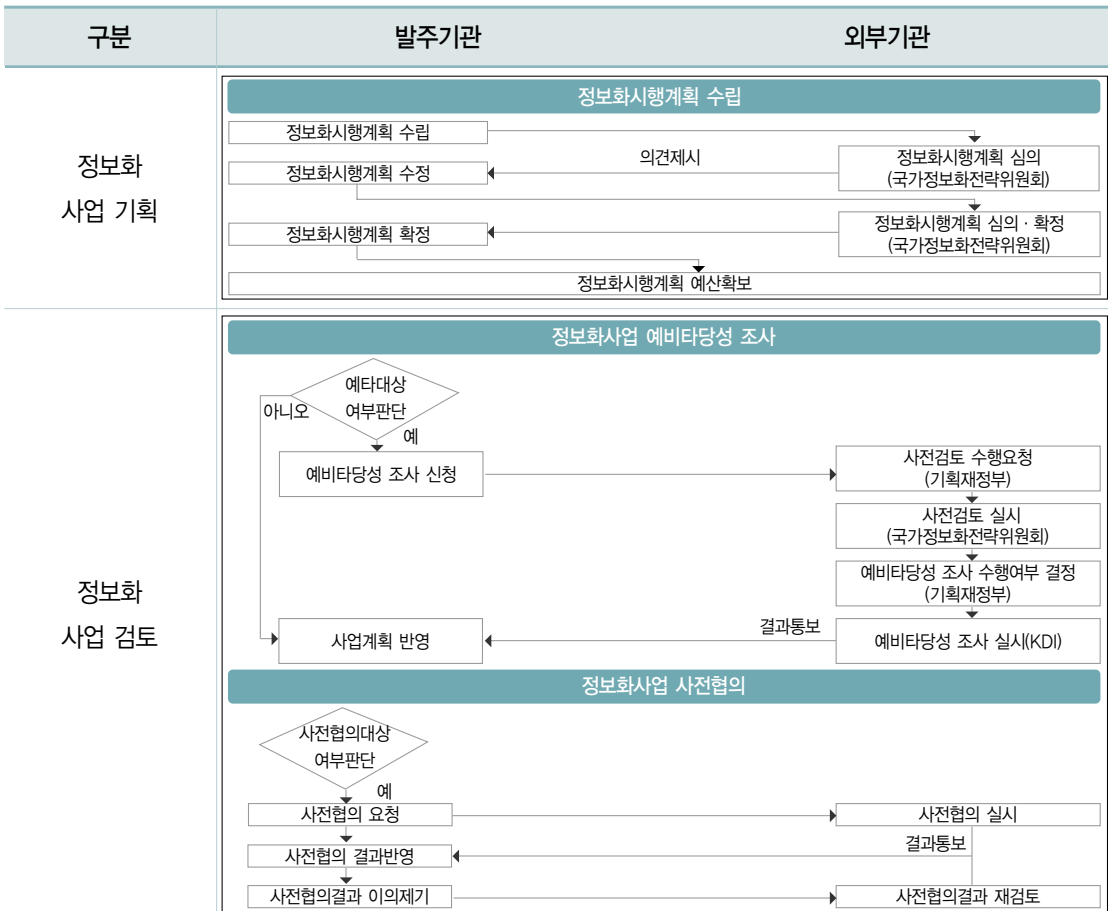 구분
발주기관
외부기관
정보화
사업 기획
정보화시행계획 수립
정보화시행계획 수립
의견제시
정보화시행계획 심의
(국가정보화전략위원회)
정보화시행계획 수정
정보화시행계획 심의 · 확정
(국가정보화전략위원회)
정보화시행계획 확정
정보화시행계획 예산확보
정보화
사업 검토
정보화사업 예비타당성 조사
예타대상
여부판단
아니오
예
예비타당성 조사 신청
사전검토 수행요청
(기획재정부)
사전검토 실시
(국가정보화전략위원회)
예비타당성 조사 수행여부 결정
(기획재정부)
사업계획 반영
결과통보
예비타당성 조사 실시(KDI)
정보화사업 사전협의
사전협의대상
여부판단
예
사전협의 요청
사전협의 실시
결과통보
사전협의 결과반영
사전협의결과 이의제기
사전협의결과 재검토